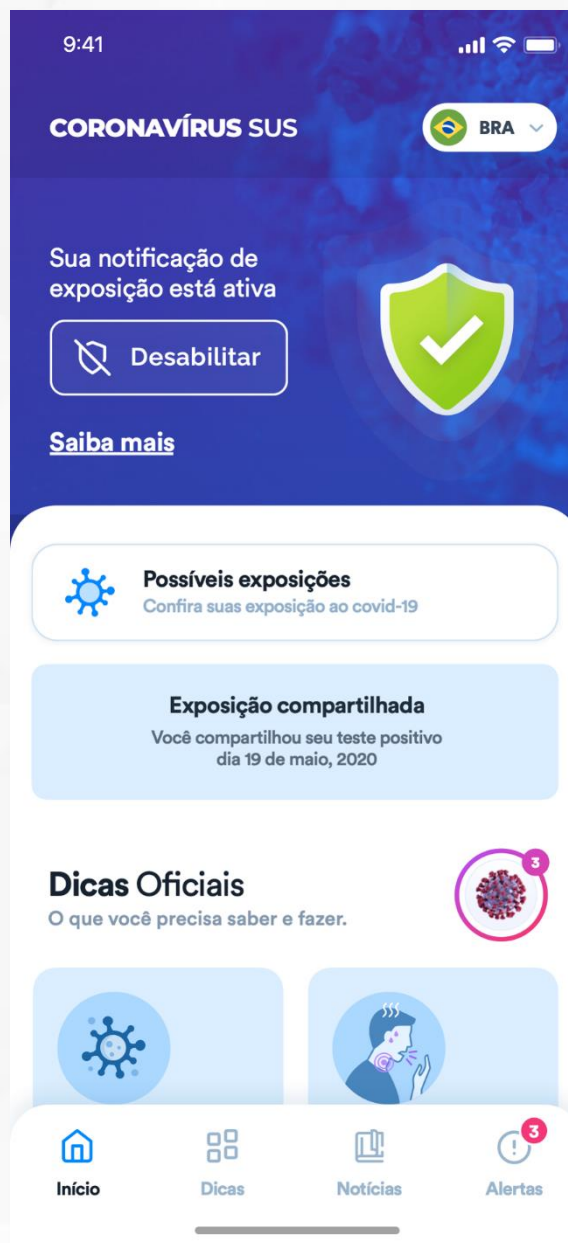 9:41
CORONAVÍRUS SUS
BRA
Sua notificação de
exposição está ativa
Desabilitar
Saiba mais
Possíveis exposições
Confira suas exposição ao covid-19
Exposição compartilhada
Você compartilhou seu teste positivo
dia 19 de maio, 2020
Dicas Oficiais
3
O que você precisa saber e fazer.
3
Início
Dicas
Notícias
Alertas